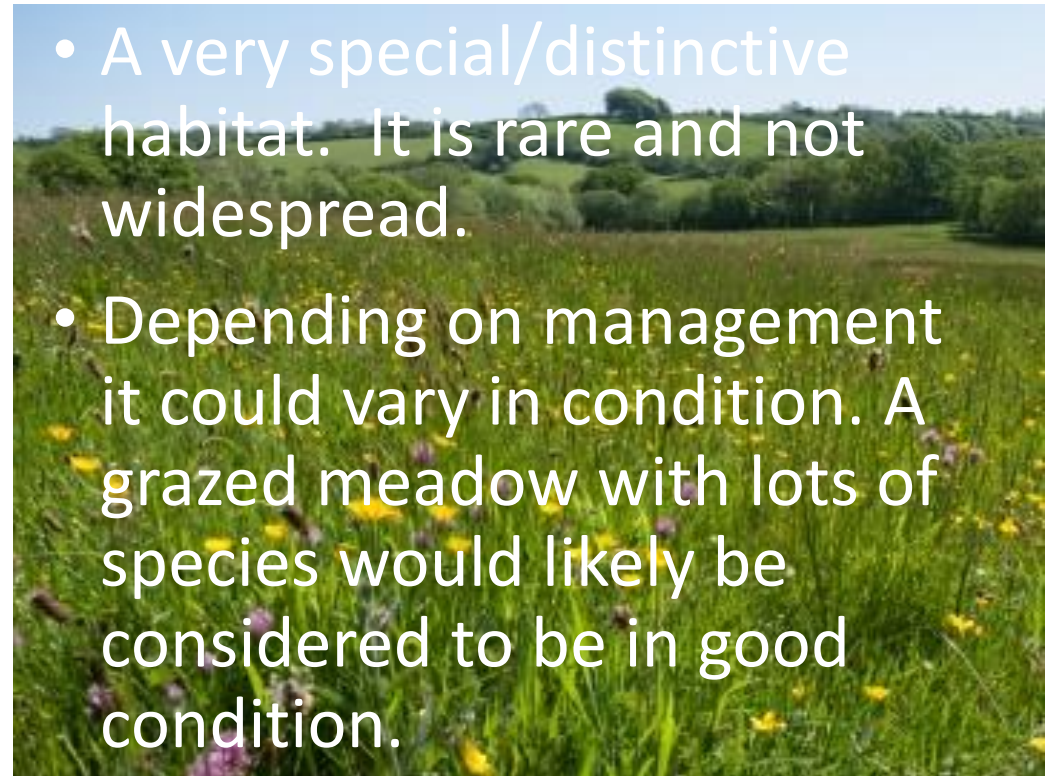 • A very special/distinctive
habitat.  It is rare and not
widespread.
• Depending on management
it could vary in condition. A
grazed meadow with lots of
species would likely be
considered to be in good
condition.